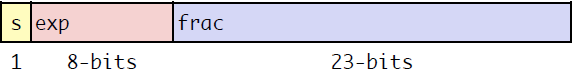 s exp frac
1 8-bits 23-bits